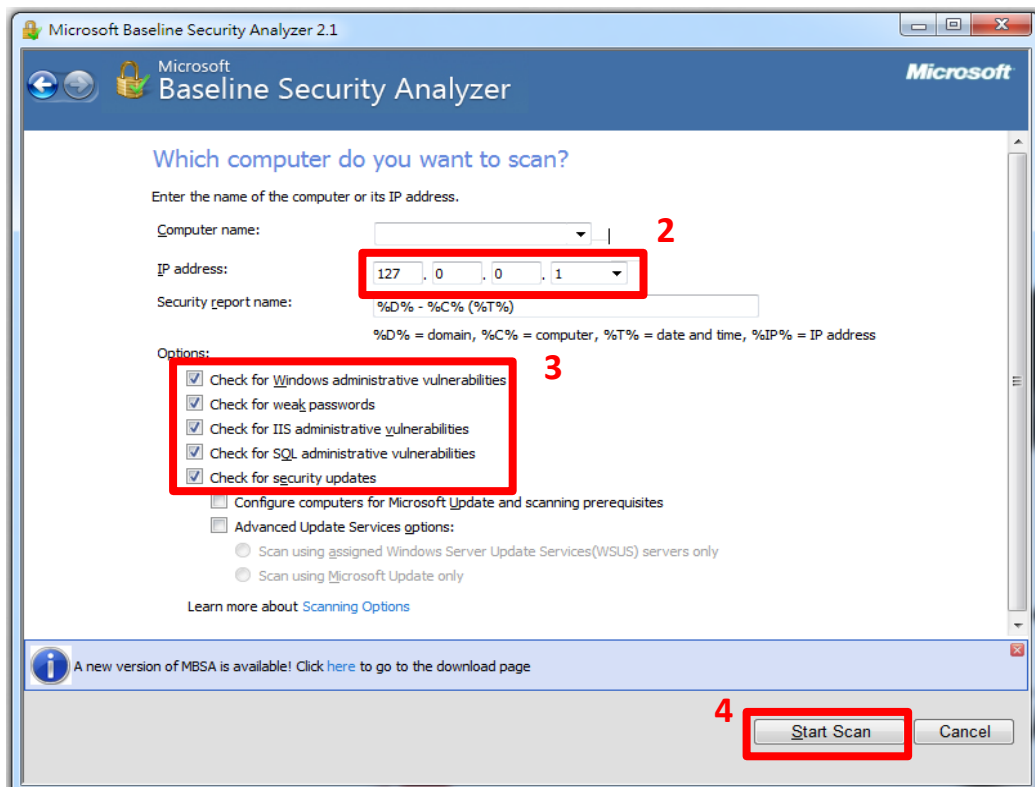 Microsoft Baseline Security Analyzer 2.1
Microsoft
Baseline Security Analyzer
Microsoft
Which computer do you want to scan?
Enter the name of the computer or its IP address.
Computer name:
2
IP address: 127 . 0 . 0 . 1
Security report name: %D% - %C% (%T%)
%D% = domain, %C% = computer, %T% = date and time, %IP% = IP address
Options:
3
Check for Windows administrative vulnerabilities
Check for weak passwords
Check for IIS administrative vulnerabilities
Check for SQL administrative vulnerabilities
Check for security updates
Configure computers for Microsoft Update and scanning prerequisites
Advanced Update Services options:
Scan using assigned Windows Server Update Services(WSUS) servers only
Scan using Microsoft Update only
Learn more about Scanning Options
A new version of MBSA is available! Click here to go to the download page
4
Start Scan Cancel